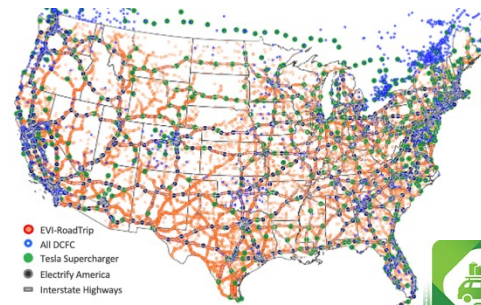 EVI-RoadTrip
All DCFC
Tesla Supercharger
Electrify America
Interstate Highways